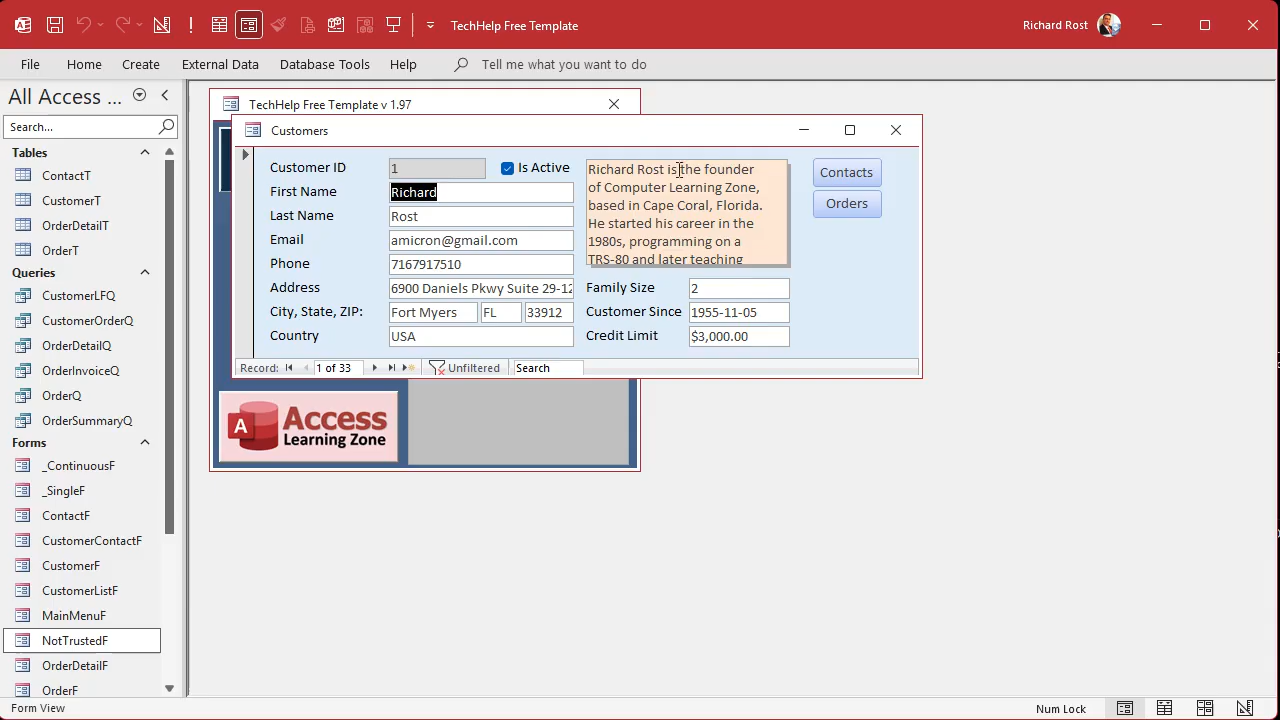 TechHelp Free Template
Richard Rost
File
Home
Create
External Data
Database Tools
Help
Tell me what you want to do
All Access ...
Search...
Tables
ContactT
CustomerT
OrderDetailT
OrderT
Queries
CustomerLFQ
CustomerOrderQ
OrderDetailQ
OrderInvoiceQ
OrderQ
OrderSummaryQ
Forms
_ContinuousF
_SingleF
ContactF
CustomerContactF
CustomerF
CustomerListF
MainMenuF
NotTrustedF
OrderDetailF
OrderF
TechHelp Free Template v 1.97
Customers
Customer ID 1 Is Active
First Name Richard
Last Name Rost
Email amicron@gmail.com
Phone 7167917510
Address 6900 Daniels Pkwy Suite 29-12
City, State, ZIP: Fort Myers FL 33912
Country USA
Richard Rost is the founder
of Computer Learning Zone,
based in Cape Coral, Florida.
He started his career in the
1980s, programming on a
TRS-80 and later teaching
Family Size 2
Customer Since 1955-11-05
Credit Limit $3,000.00
Contacts
Orders
Record: 1 of 33 Unfiltered Search
A Access
Learning Zone
Form View
Num Lock